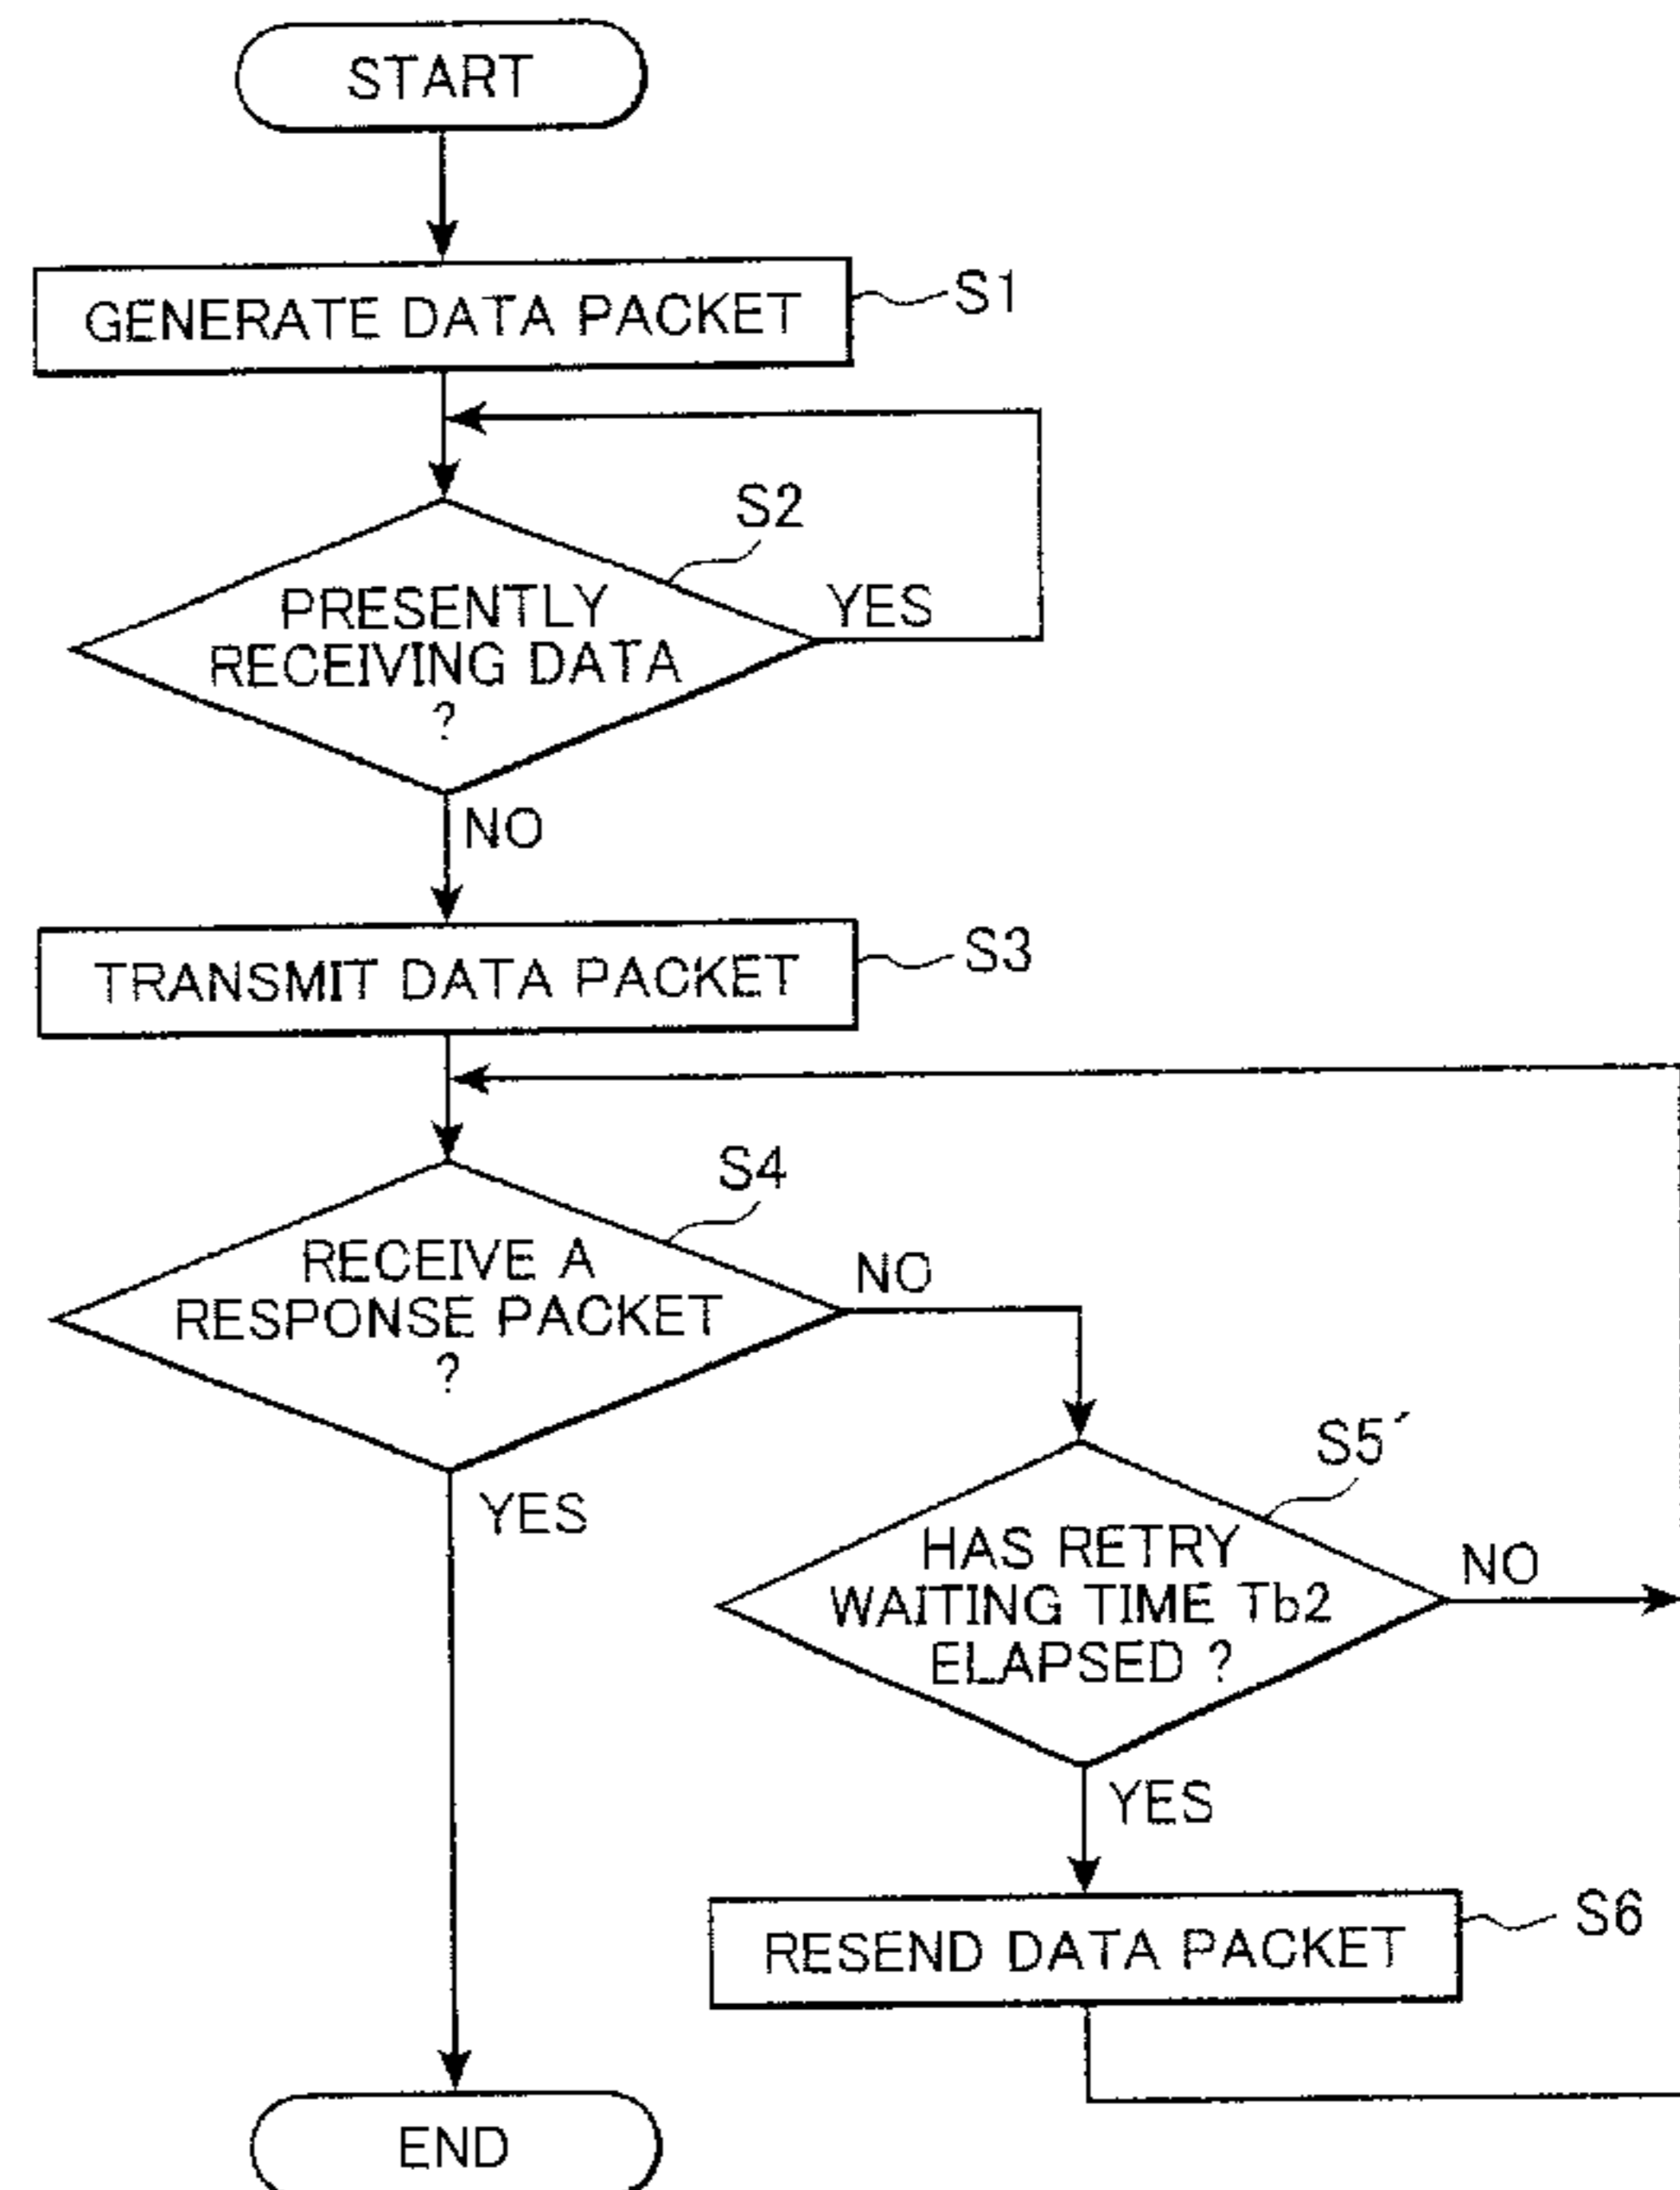 START
GENERATE DATA PACKET
S1
S2
PRESENTLY
RECEIVING DATA
?
YES
NO
TRANSMIT DATA PACKET
S3
S4
RECEIVE A
RESPONSE PACKET
?
NO
YES
S5´
HAS RETRY
WAITING TIME Tb2
ELAPSED ?
NO
YES
RESEND DATA PACKET
S6
END